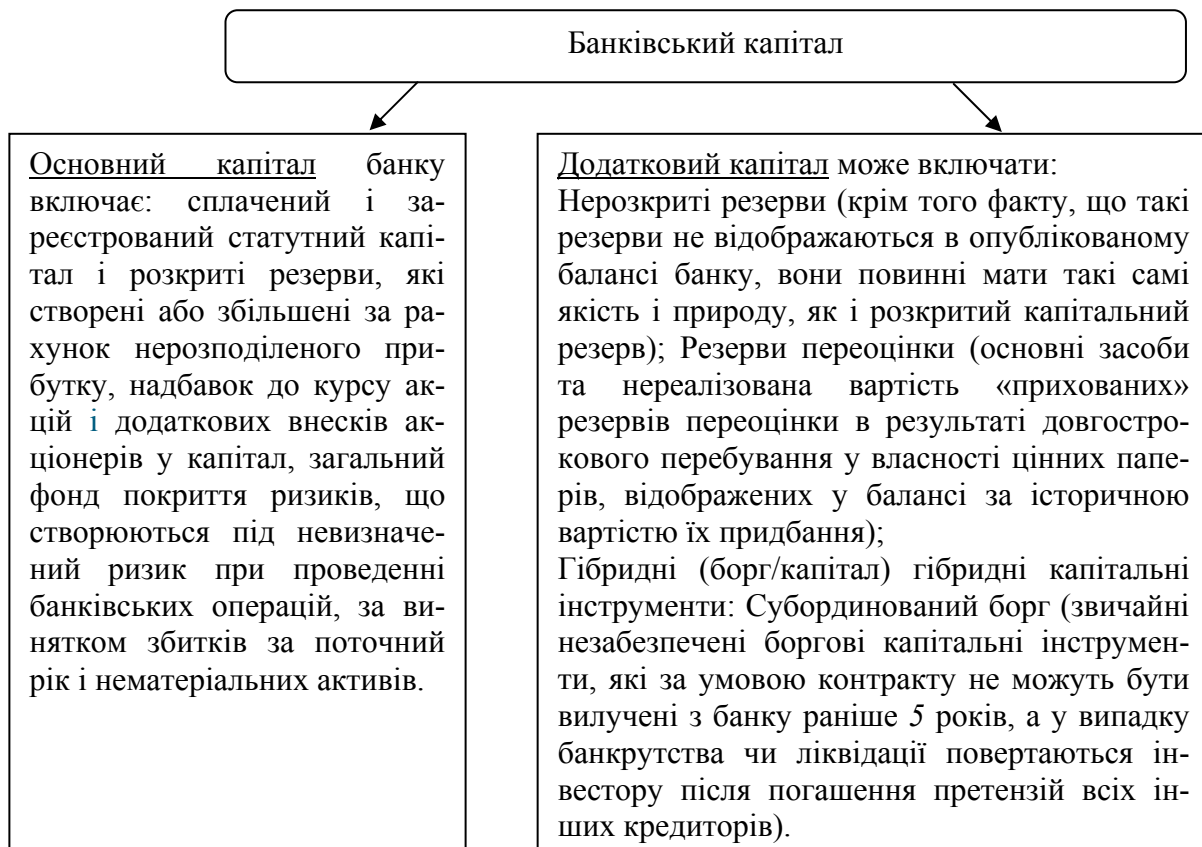 Банківський капітал
Основний капітал банку
включає: сплачений і за-
реєстрований статутний капі-
тал і розкриті резерви, які
створені або збільшені за ра-
хунок нерозподіленого при-
бутку, надбавок до курсу ак-
цій і додаткових внесків ак-
ціонерів у капітал, загальний
фонд покриття ризиків, що
створюються під невизначе-
ний ризик при проведенні
банківських операцій, за ви-
нятком збитків за поточний
рік і нематеріальних активів.
Додатковий капітал може включати:
Нерозкриті резерви (крім того факту, що такі
резерви не відображаються в опублікованому
балансі банку, вони повинні мати такі самі
якість і природу, як і розкритий капітальний
резерв); Резерви переоцінки (основні засоби
та нереалізована вартість «прихованих»
резервів переоцінки в результаті довгостро-
кового перебування у власності цінних папе-
рів, відображених у балансі за історичною
вартістю їх придбання);
Гібридні (борг/капітал) гібридні капітальні
інструменти: Субординований борг (звичайні
незабезпечені боргові капітальні інструмен-
ти, які за умовою контракту не можуть бути
вилучені з банку раніше 5 років, а у випадку
банкрутства чи ліквідації повертаються ін-
вестору після погашення претензій всіх ін-
ших кредиторів).